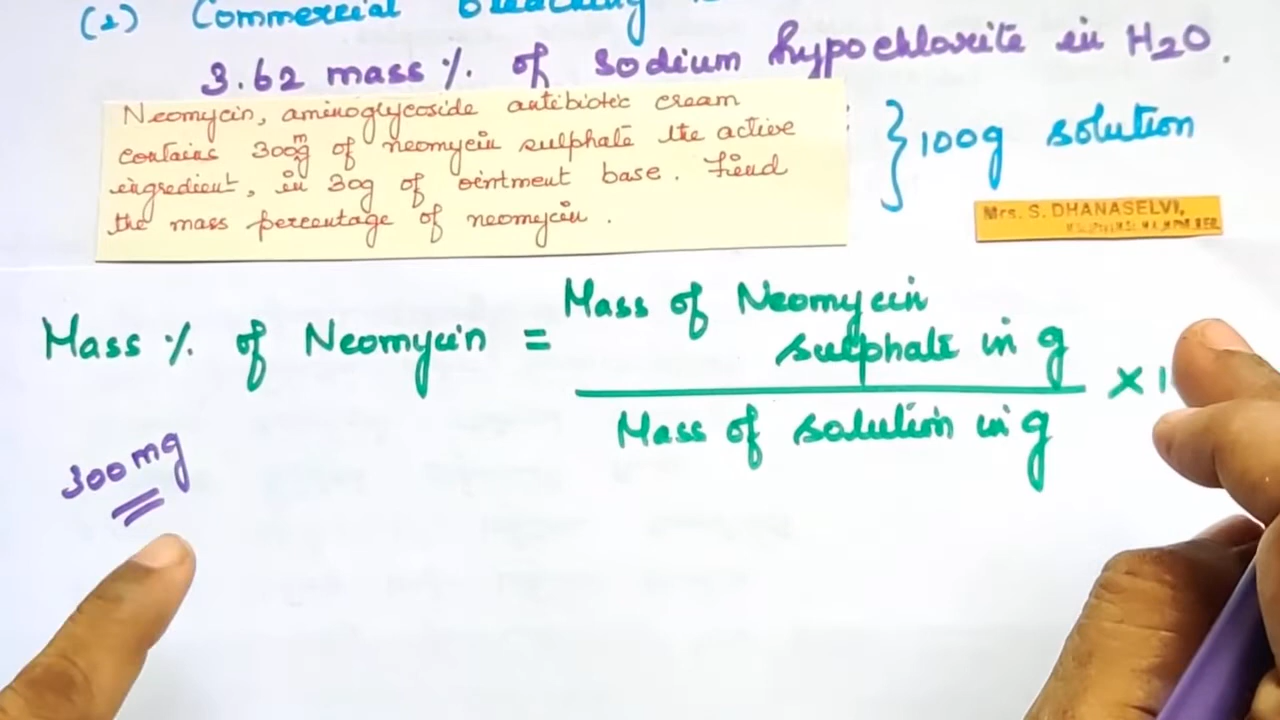 (2) Commercial Bleaching
3.62 mass %. of sodium hypochlorite in H2O.
Neomycin, aminoglycoside antibiotic cream
contains 300mg of neomycin sulphate the active
ingredient, in 30g of ointment base. Find
the mass percentage of neomycin.
}100g solution
Mrs. S. DHANASELVI,
Mass %. of Neomycin = Mass of Neomycin
sulphate in g
× 1
Mass of solution in g
300mg